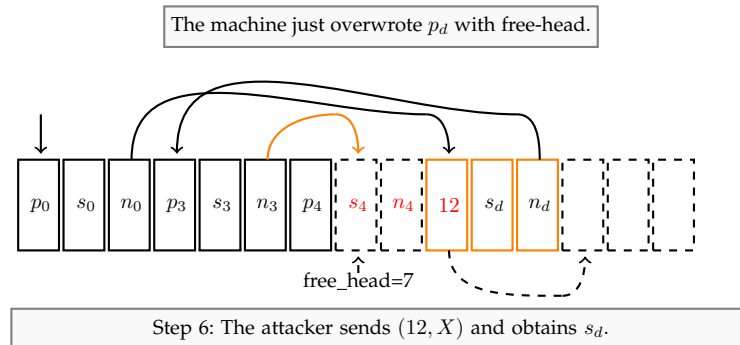 The machine just overwrote p_d with free-head.
p_0 s_0 n_0 p_3 s_3 n_3 p_4 s_4 n_4 12 s_d n_d
free_head=7
Step 6: The attacker sends (12, X) and obtains s_d.